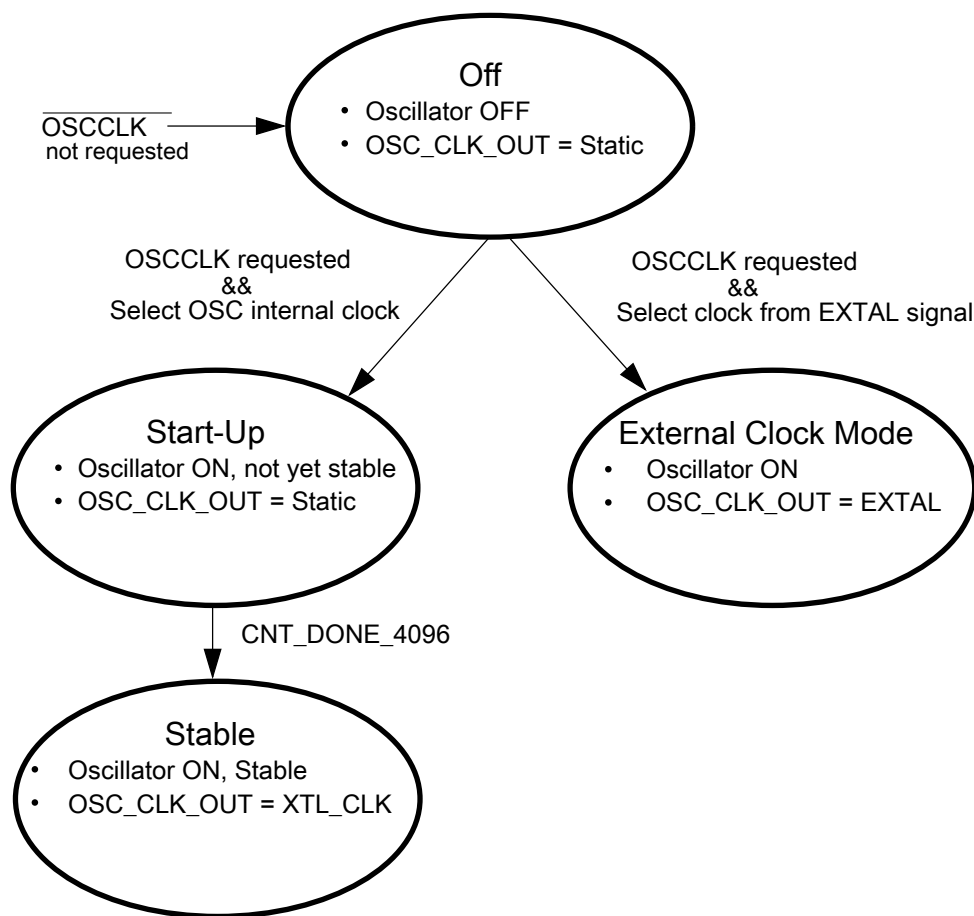 Off
• Oscillator OFF
• OSC_CLK_OUT = Static
OSCCLK
not requested
OSCCLK requested
&&
Select OSC internal clock
OSCCLK requested
&&
Select clock from EXTAL signal
Start-Up
• Oscillator ON, not yet stable
• OSC_CLK_OUT = Static
External Clock Mode
• Oscillator ON
• OSC_CLK_OUT = EXTAL
CNT_DONE_4096
Stable
• Oscillator ON, Stable
• OSC_CLK_OUT = XTL_CLK